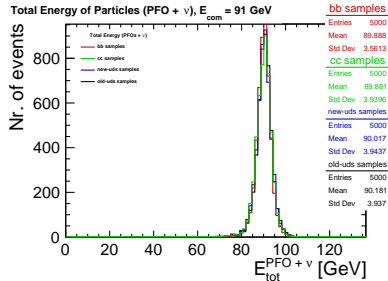 Total Energy of Particles (PFO + ν), E_com = 91 GeV
Total Energy (PFOs + ν)
bb samples
cc samples
new-uds samples
old-uds samples
Nr. of events
800
600
400
200
0
0 20 40 60 80 100 120
E_tot^PFO + ν [GeV]
bb samples
Entries 5000
Mean 89.888
Std Dev 3.5613
cc samples
Entries 5000
Mean 89.881
Std Dev 3.9396
new-uds samples
Entries 5000
Mean 90.017
Std Dev 3.9437
old-uds samples
Entries 5000
Mean 90.181
Std Dev 3.937